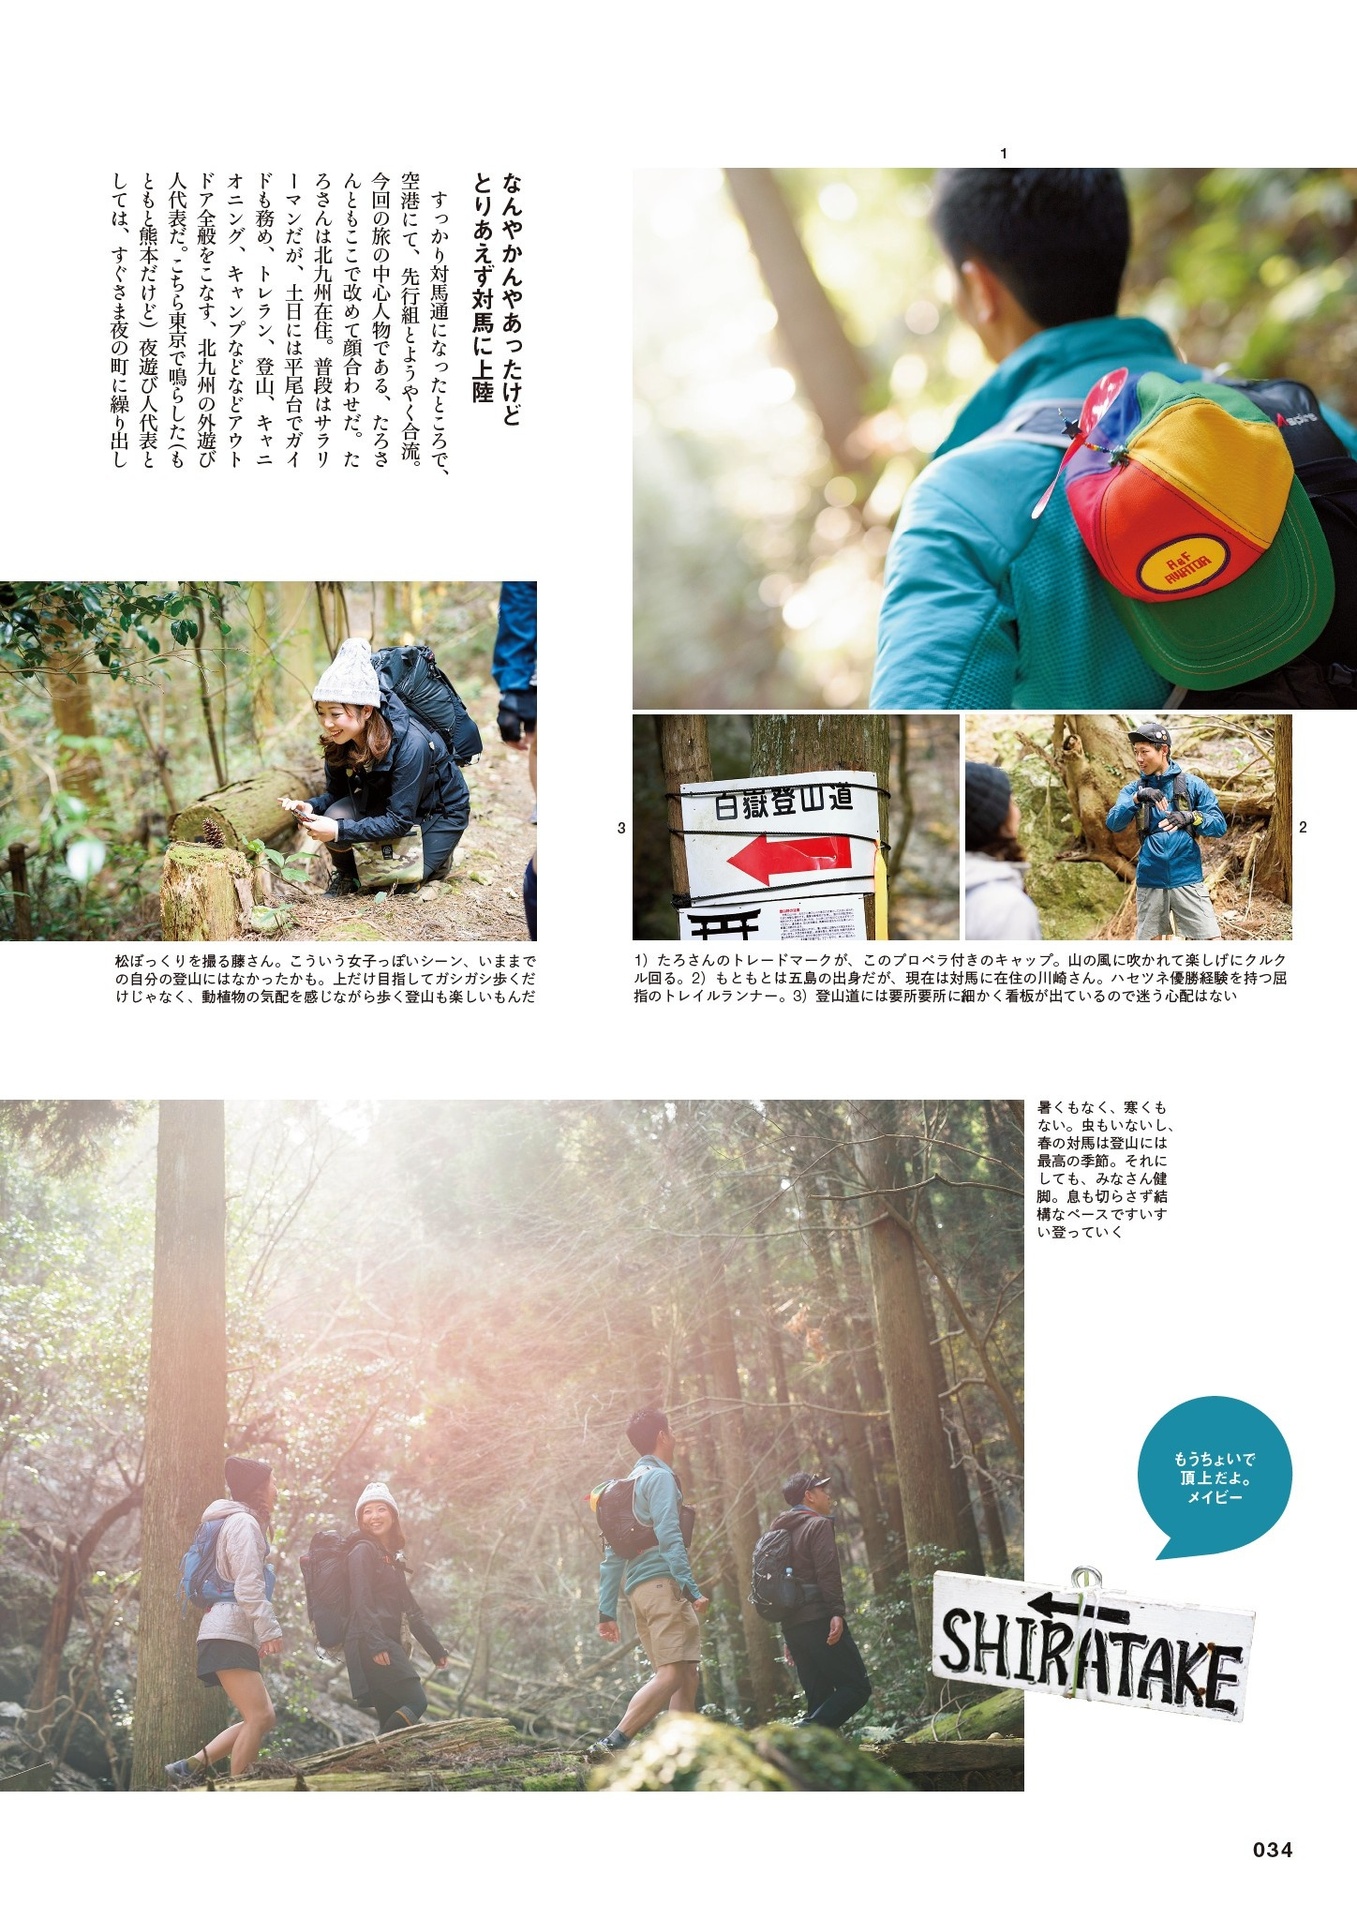 なんやかんやあったけど
とりあえず対馬に上陸
すっかり対馬通になったところで、
空港にて、先行組とようやく合流。
今回の旅の中心人物である、たろさ
んともここで改めて顔合わせだ。た
ろさんは北九州在住。普段はサラリ
ーマンだが、土日には平尾台でガイ
ドも務め、トレラン、登山、キャニ
オニング、キャンプなどなどアウト
ドア全般をこなす、北九州の外遊び
人代表だ。こちら東京で鳴らした(も
ともと熊本だけど)夜遊び人代表と
しては、すぐさま夜の町に繰り出し
1
A&F
AVIATOR
白嶽登山道
3
2
1）たろさんのトレードマークが、このプロペラ付きのキャップ。山の風に吹かれて楽しげにクルク
ル回る。2）もともとは五島の出身だが、現在は対馬に在住の川崎さん。ハセツネ優勝経験を持つ屈
指のトレイルランナー。3）登山道には要所要所に細かく看板が出ているので迷う心配はない
松ぼっくりを撮る藤さん。こういう女子っぽいシーン、いままで
の自分の登山にはなかったかも。上だけ目指してガシガシ歩くだ
けじゃなく、動植物の気配を感じながら歩く登山も楽しいもんだ
暑くもなく、寒くも
ない。虫もいないし、
春の対馬は登山には
最高の季節。それに
しても、みなさん健
脚。息も切らさず結
構なペースですいす
い登っていく
もうちょいで
頂上だよ。
メイビー
SHIRATAKE
034